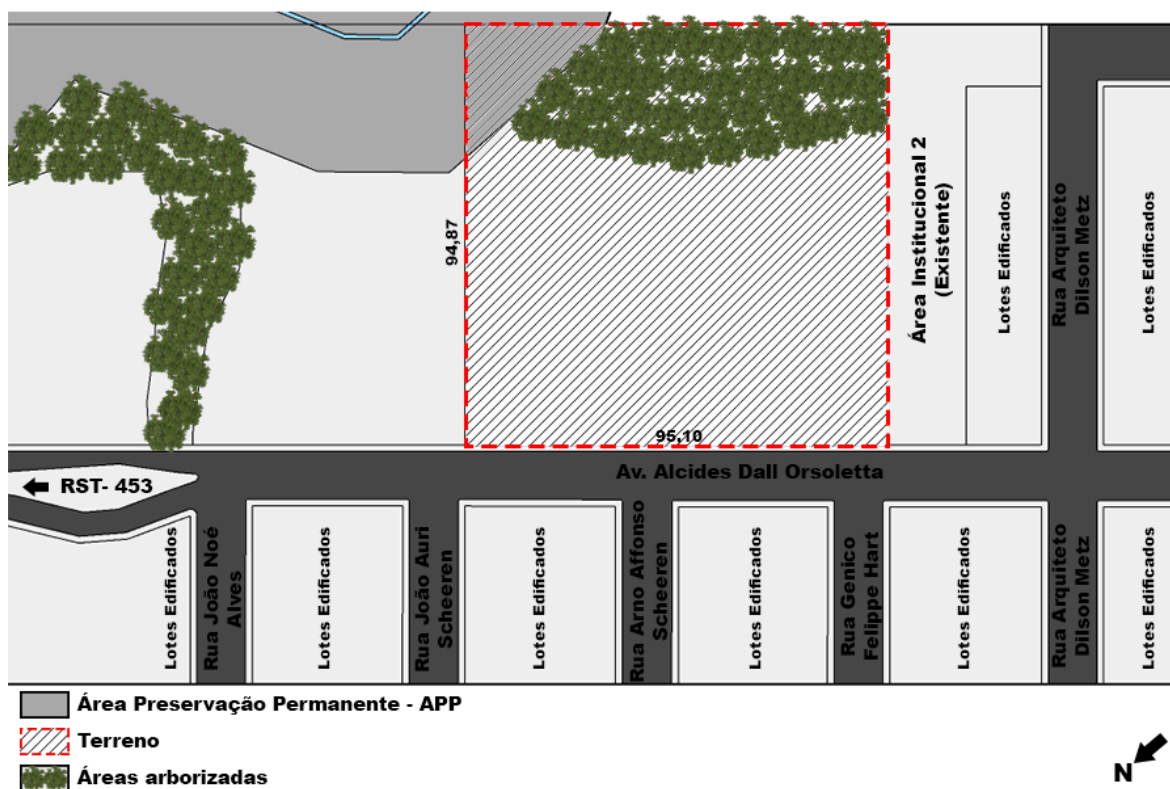 94,87
95,10
Área Institucional 2
(Existente)
Lotes Edificados
Rua Arquiteto
Dilson Metz
Lotes Edificados
Av. Alcides Dall Orsoletta
RST- 453
Lotes Edificados
Rua João Noé
Alves
Lotes Edificados
Rua João Auri
Scheeren
Lotes Edificados
Rua Arno Affonso
Scheeren
Lotes Edificados
Rua Genico
Felippe Hart
Lotes Edificados
Rua Arquiteto
Dilson Metz
Lotes Edificados
Área Preservação Permanente - APP
Terreno
Áreas arborizadas
N